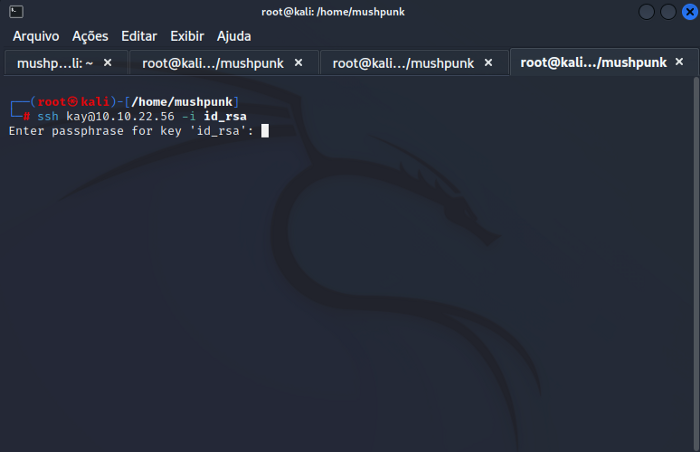 root@kali: /home/mushpunk
Arquivo Ações Editar Exibir Ajuda
mushp...li: ~ × root@kali.../mushpunk × root@kali.../mushpunk × root@kali.../mushpunk ×
┌──(root㉿kali)-[/home/mushpunk]
└─# ssh kay@10.10.22.56 -i id_rsa
Enter passphrase for key 'id_rsa':